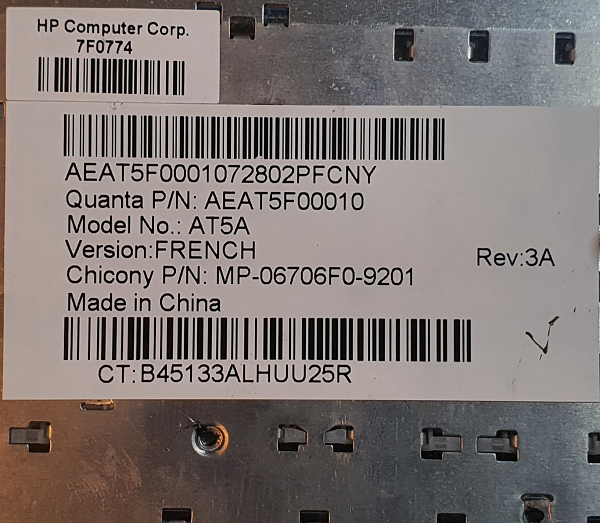 HP Computer Corp.
7F0774
AEAT5F0001072802PFCNY
Quanta P/N: AEAT5F00010
Model No.: AT5A
Version:FRENCH
Rev:3A
Chicony P/N: MP-06706F0-9201
Made in China
CT:B45133ALHUU25R